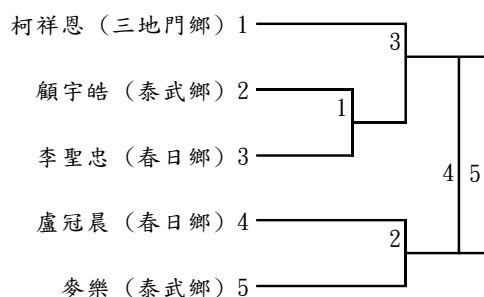 柯祥恩 (三地門鄉) 1
3
顧宇皓 (泰武鄉) 2
1
李聖忠 (春日鄉) 3
4 5
盧冠晨 (春日鄉) 4
2
麥樂 (泰武鄉) 5